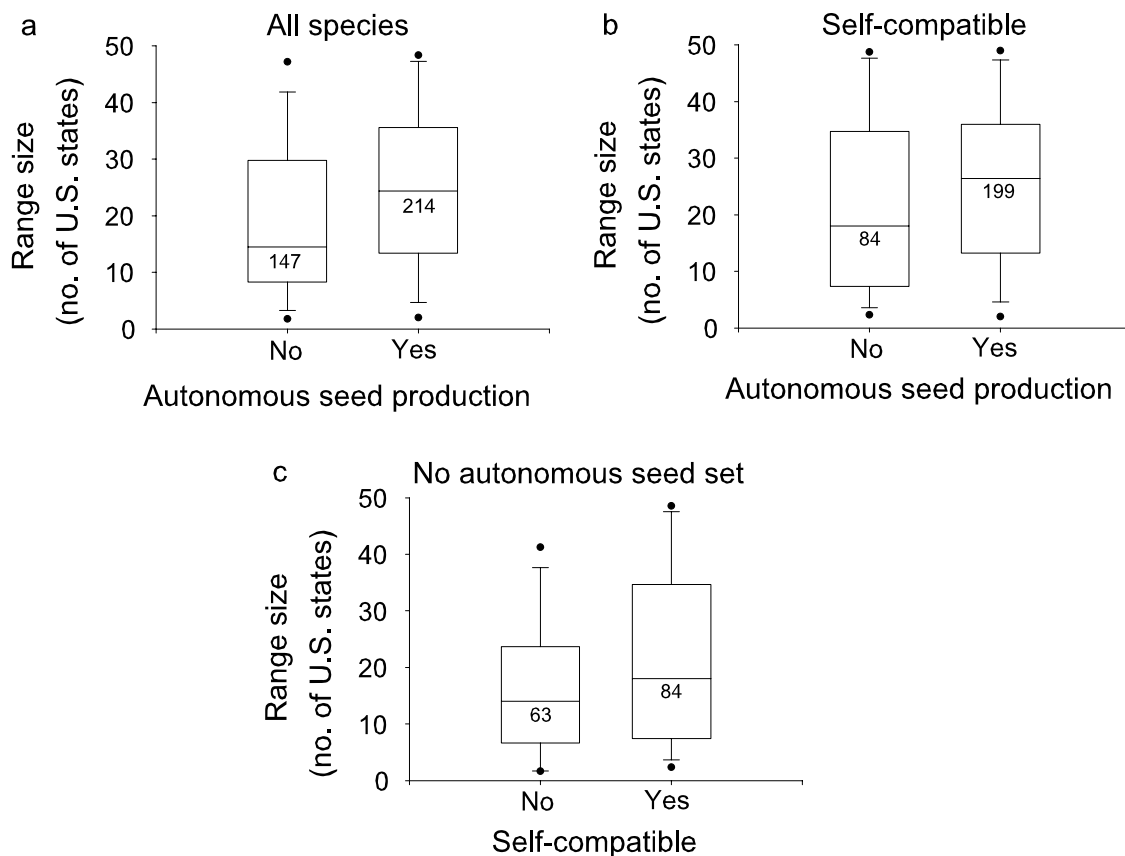 a
All species
50
40
30
20
10
0
Range size
(no. of U.S. states)
147
214
No Yes
Autonomous seed production
b
Self-compatible
50
40
30
20
10
0
Range size
(no. of U.S. states)
84
199
No Yes
Autonomous seed production
c
No autonomous seed set
50
40
30
20
10
0
Range size
(no. of U.S. states)
63
84
No Yes
Self-compatible